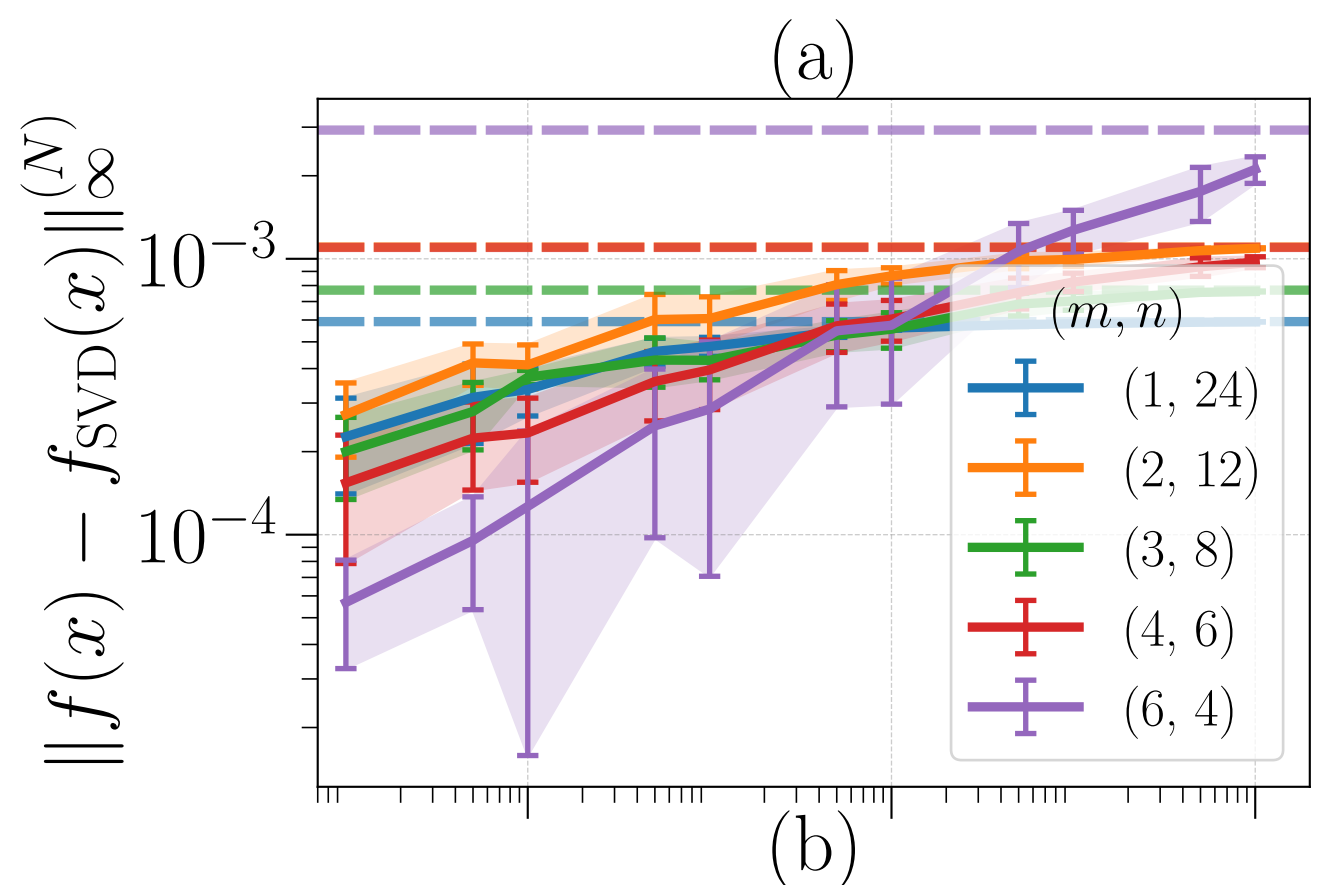 (a)
‖f(x) − f_SVD(x)‖_∞^(N)
10^−3
10^−4
(m, n)
(1, 24)
(2, 12)
(3, 8)
(4, 6)
(6, 4)
(b)